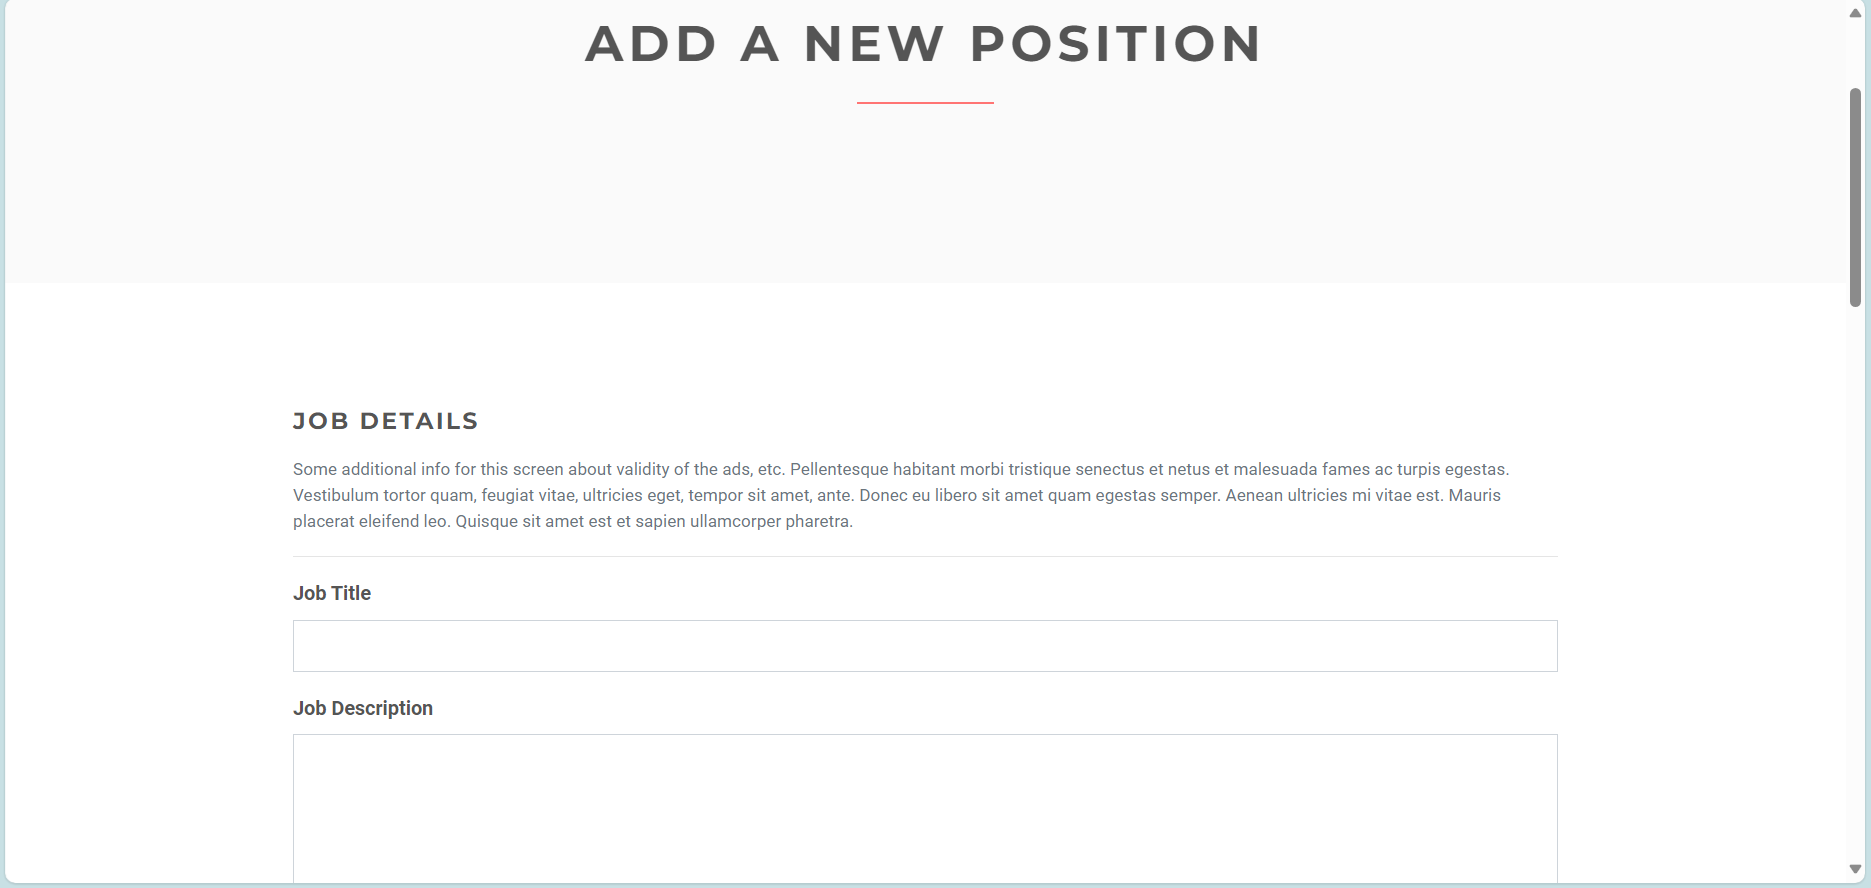 ADD A NEW POSITION
JOB DETAILS
Some additional info for this screen about validity of the ads, etc. Pellentesque habitant morbi tristique senectus et netus et malesuada fames ac turpis egestas.
Vestibulum tortor quam, feugiat vitae, ultricies eget, tempor sit amet, ante. Donec eu libero sit amet quam egestas semper. Aenean ultricies mi vitae est. Mauris
placerat eleifend leo. Quisque sit amet est et sapien ullamcorper pharetra.
Job Title
Job Description